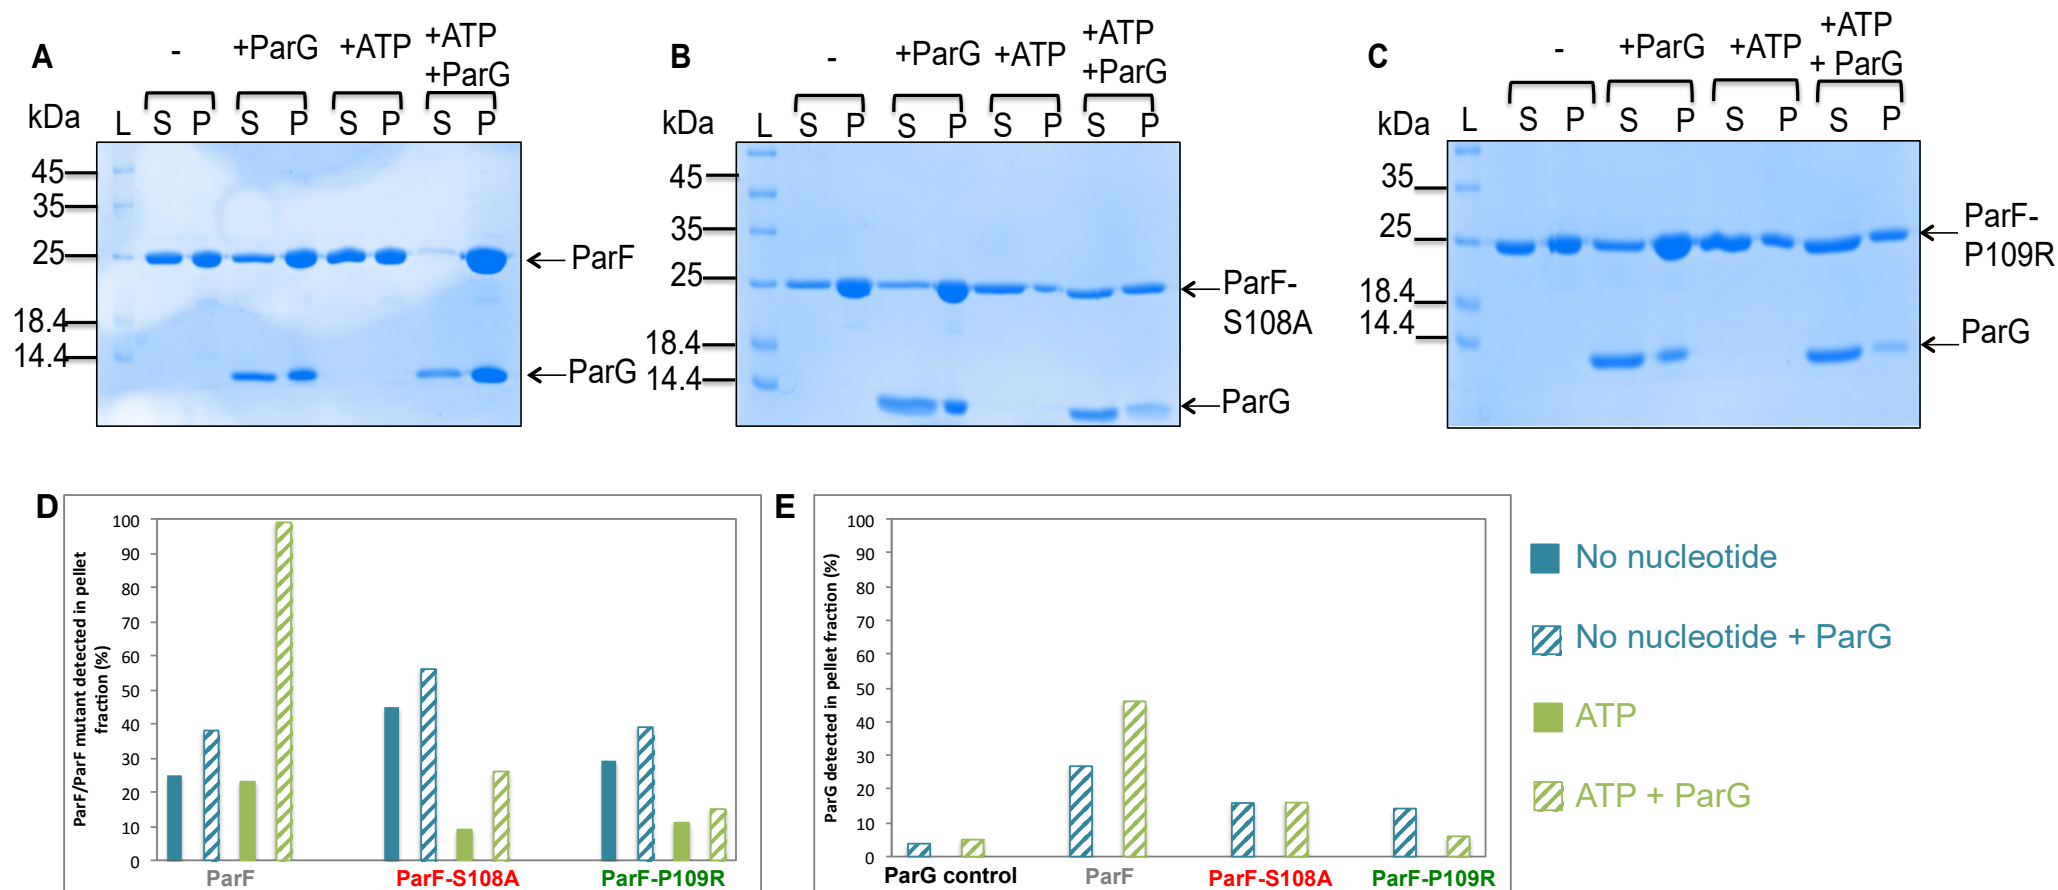 A
-
+ParG
+ATP
+ATP
+ParG
kDa
L
S
P
S
P
S
P
S
P
45
35
25
18.4
14.4
ParF
ParG
B
-
+ParG
+ATP
+ATP
+ParG
kDa
L
S
P
S
P
S
P
S
P
45
35
25
18.4
14.4
ParF-
S108A
ParG
C
-
+ParG
+ATP
+ATP
+ ParG
kDa
L
S
P
S
P
S
P
S
P
35
25
18.4
14.4
ParF-
P109R
ParG
D
ParF/ParF mutant detected in pellet
fraction (%)
100
90
80
70
60
50
40
30
20
10
0
ParF
ParF-S108A
ParF-P109R
E
ParG detected in pellet fraction (%)
100
90
80
70
60
50
40
30
20
10
0
ParG control
ParF
ParF-S108A
ParF-P109R
No nucleotide
No nucleotide + ParG
ATP
ATP + ParG